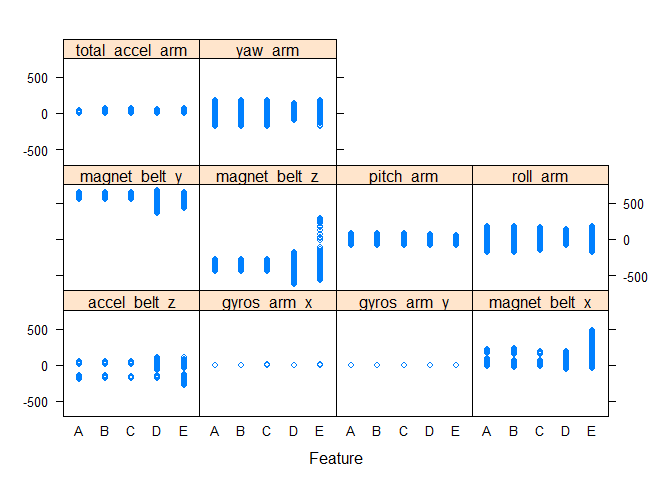 total_accel_arm yaw_arm
500
0
-500
magnet_belt_y magnet_belt_z pitch_arm roll_arm
500
0
-500
accel_belt_z gyros_arm_x gyros_arm_y magnet_belt_x
500
0
-500
A B C D E A B C D E A B C D E A B C D E
Feature